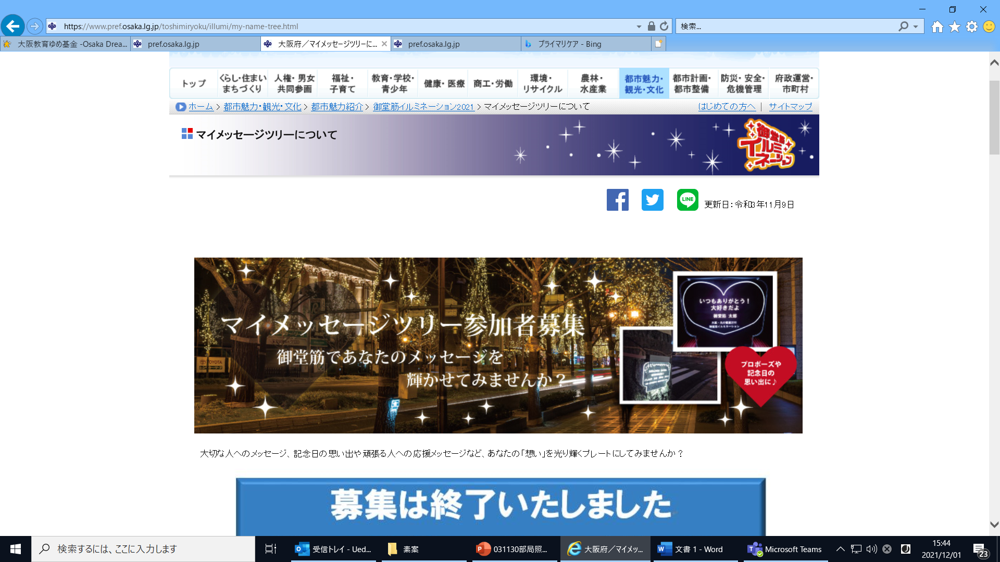 https://www.pref.osaka.lg.jp/toshimiryoku/illumi/my-name-tree.html
検索...
大阪教育ゆめ基金 -Osaka Drea...
pref.osaka.lg.jp
大阪府／マイメッセージツリーに...
pref.osaka.lg.jp
プライマリケア - Bing
トップ
くらし・住まい
まちづくり
人権・男女
共同参画
福祉・
子育て
教育・学校・
青少年
健康・医療
商工・労働
環境・
リサイクル
農林・
水産業
都市魅力・
観光・文化
都市計画・
都市整備
防災・安全・
危機管理
府政運営・
市町村
ホーム > 都市魅力・観光・文化 > 都市魅力紹介 > 御堂筋イルミネーション2021 > マイメッセージツリーについて
はじめての方へ | サイトマップ
マイメッセージツリーについて
御堂筋
イルミ
ネーション
LINE
更新日：令和3年11月9日
マイメッセージツリー参加者募集
御堂筋であなたのメッセージを
輝かせてみませんか？
いつもありがとう！
大好きだよ
御堂筋 太郎
御堂筋イルミネーション
プロポーズや
記念日の
思い出に♪
TOYOTA
大切な人へのメッセージ、記念日の思い出や頑張る人への応援メッセージなど、あなたの「想い」を光り輝くプレートにしてみませんか？
募集は終了いたしました
検索するには、ここに入力します
受信トレイ - Ued...
素案
031130部局照...
大阪府／マイメッ...
文書 1 - Word
Microsoft Teams
15:44
2021/12/01
23